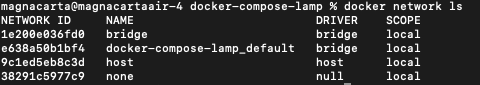 magnacarta@magnacartaair-4 docker-compose-lamp % docker network ls
NETWORK ID     NAME                          DRIVER    SCOPE
1e200e036fd0   bridge                        bridge    local
e638a50b1bf4   docker-compose-lamp_default   bridge    local
9c1ed5eb8c3d   host                          host      local
38291c5977c9   none                          null      local